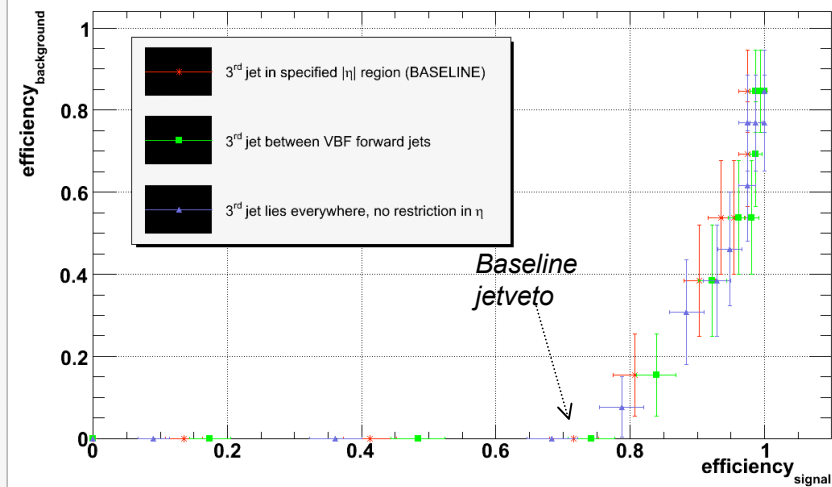 efficiency_background
1
0.8
0.6
0.4
0.2
0
3rd jet in specified |η| region (BASELINE)
3rd jet between VBF forward jets
3rd jet lies everywhere, no restriction in η
Baseline
jetveto
0 0.2 0.4 0.6 0.8 1
efficiency_signal